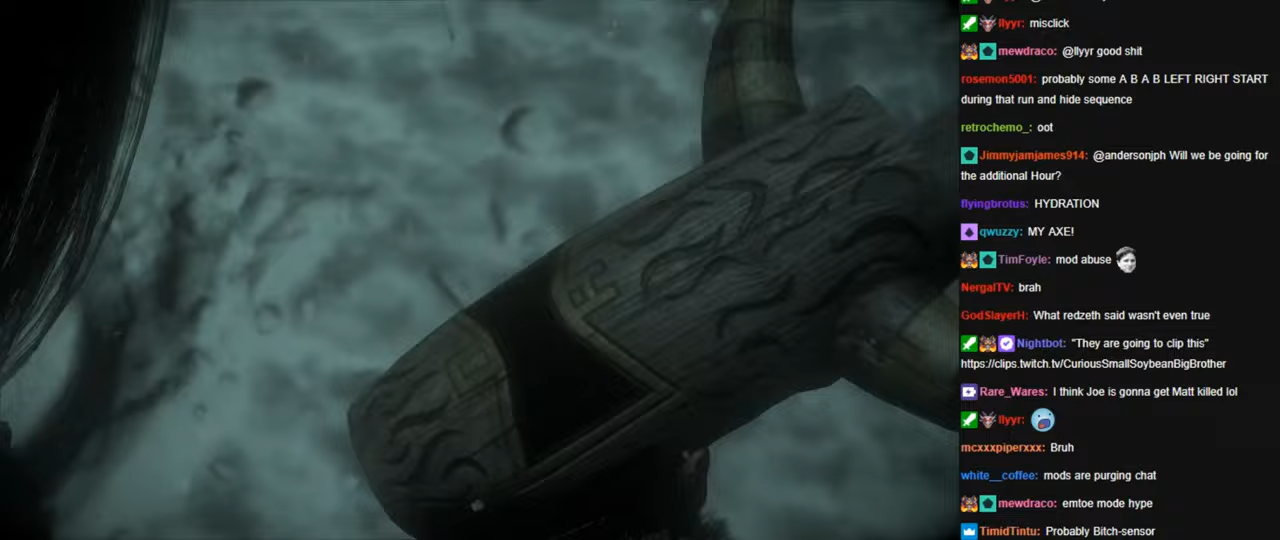 llyyr: misclick
mewdraco: @llyyr good shit
rosemon5001: probably some A B A B LEFT RIGHT START
during that run and hide sequence
retrochemo_: oot
Jimmyjamjames914: @andersonjph Will we be going for
the additional Hour?
flyingbrotus: HYDRATION
qwuzzy: MY AXE!
TimFoyle: mod abuse
NergalTV: brah
GodSlayerH: What redzeth said wasn't even true
Nightbot: "They are going to clip this"
https://clips.twitch.tv/CuriousSmallSoybeanBigBrother
Rare_Wares: I think Joe is gonna get Matt killed lol
llyyr:
mcxxxpiperxxx: Bruh
white__coffee: mods are purging chat
mewdraco: emtoe mode hype
TimidTintu: Probably Bitch-sensor